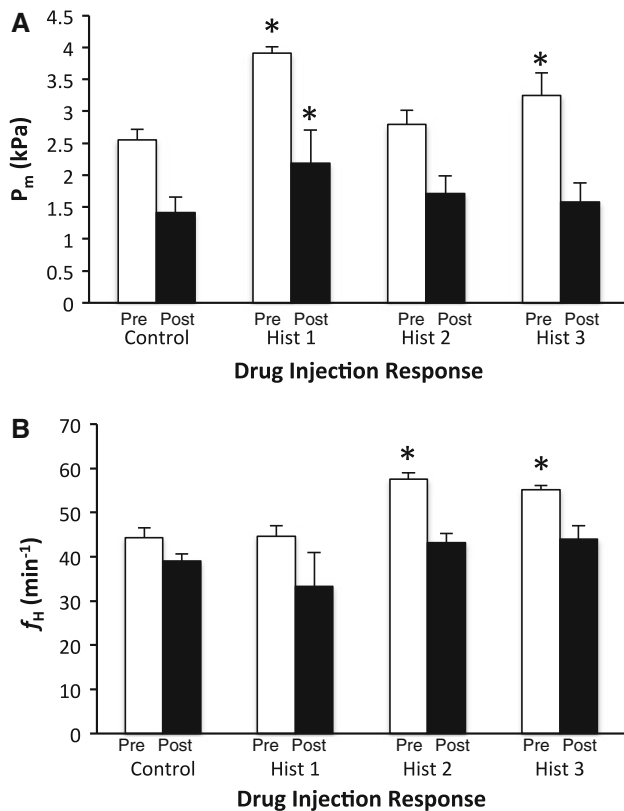 A
*
*
*
4.5
4
3.5
3
2.5
2
1.5
1
0.5
0
Pm (kPa)
Pre Post Pre Post Pre Post Pre Post
Control Hist 1 Hist 2 Hist 3
Drug Injection Response
B
*
*
70
60
50
40
30
20
10
0
fH (min-1)
Pre Post Pre Post Pre Post Pre Post
Control Hist 1 Hist 2 Hist 3
Drug Injection Response